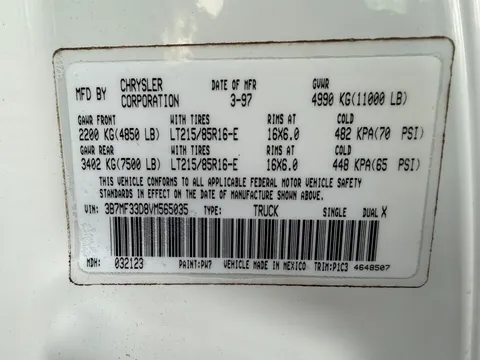 MFD BY CHRYSLER CORPORATION DATE OF MFR 3-97 GVWR 4990 KG(11000 LB)
GAWR FRONT WITH TIRES RIMS AT COLD
2200 KG(4850 LB) LT215/85R16-E 16X6.0 482 KPA(70 PSI)
GAWR REAR WITH TIRES RIMS AT COLD
3402 KG(7500 LB) LT215/85R16-E 16X6.0 448 KPA(65 PSI)
THIS VEHICLE CONFORMS TO ALL APPLICABLE FEDERAL MOTOR VEHICLE SAFETY
STANDARDS IN EFFECT ON THE DATE OF MANUFACTURE SHOWN ABOVE
VIN: 3B7MF33D8VM565035 TYPE: TRUCK SINGLE DUAL X
MDH: 032123 PAINT:PW7 VEHICLE MADE IN MEXICO TRIM:P1C3 4648507